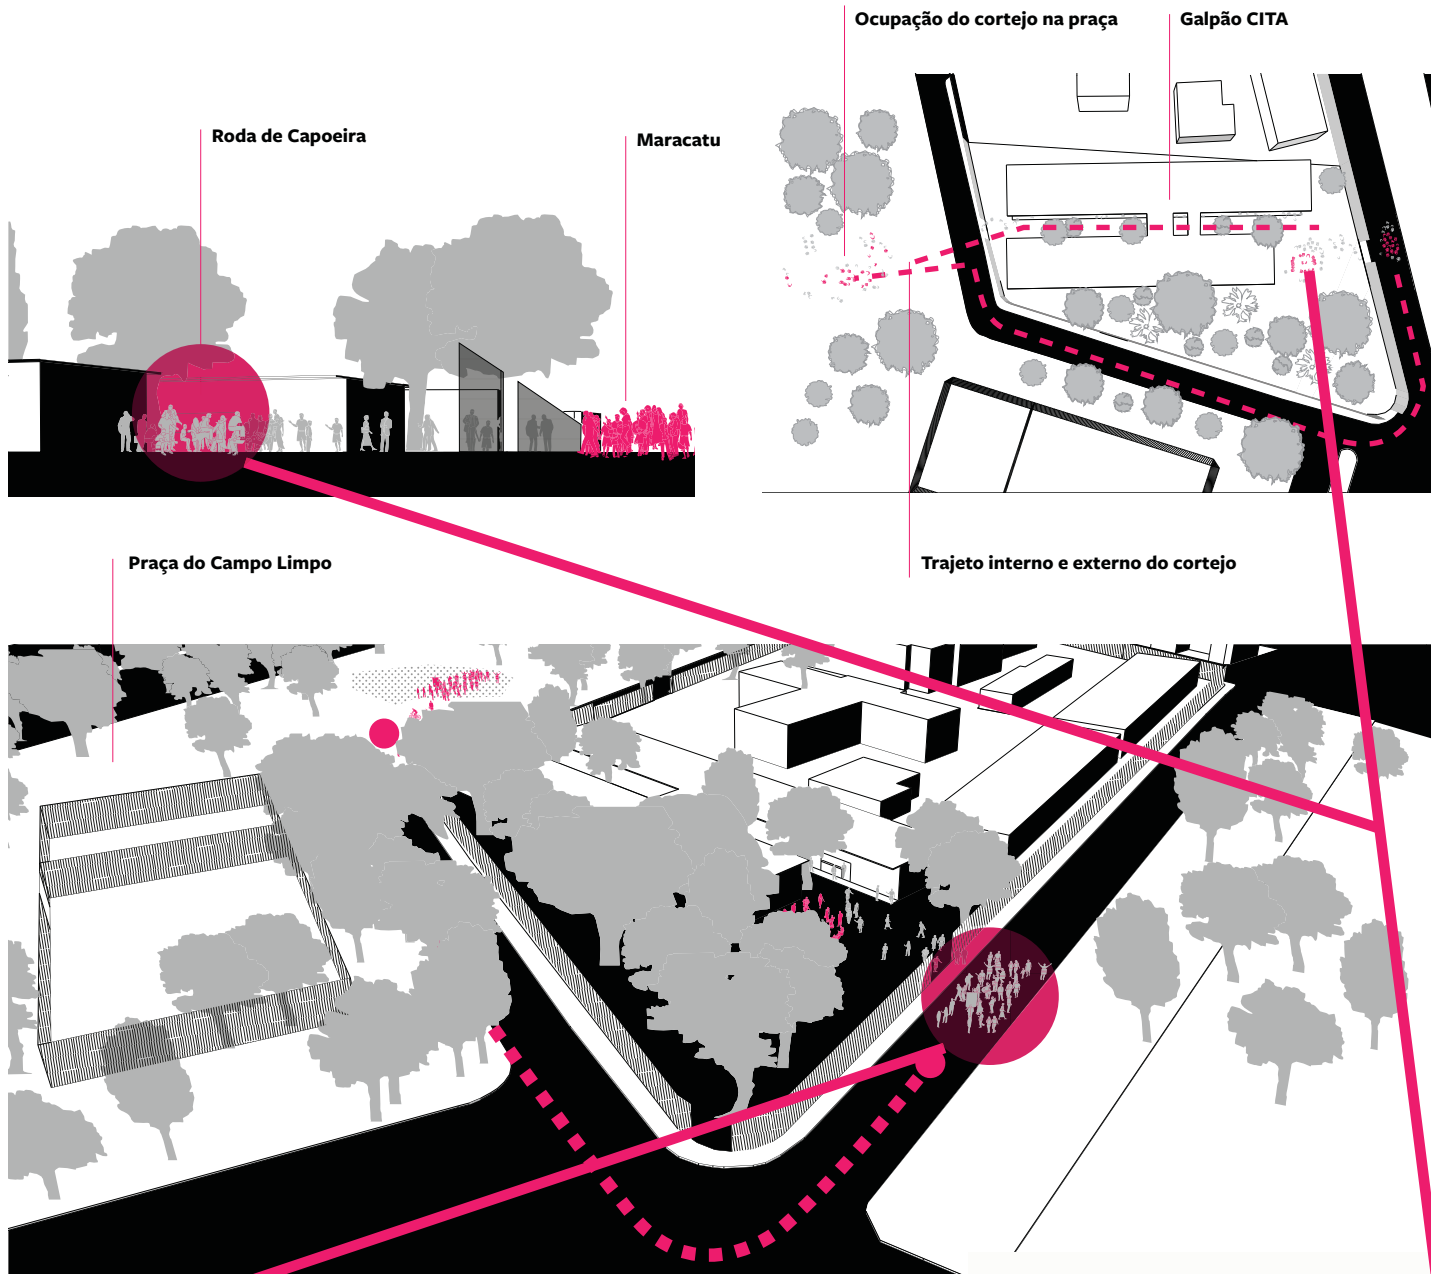 Ocupação do cortejo na praça
Galpão CITA
Roda de Capoeira
Maracatu
Praça do Campo Limpo
Trajeto interno e externo do cortejo